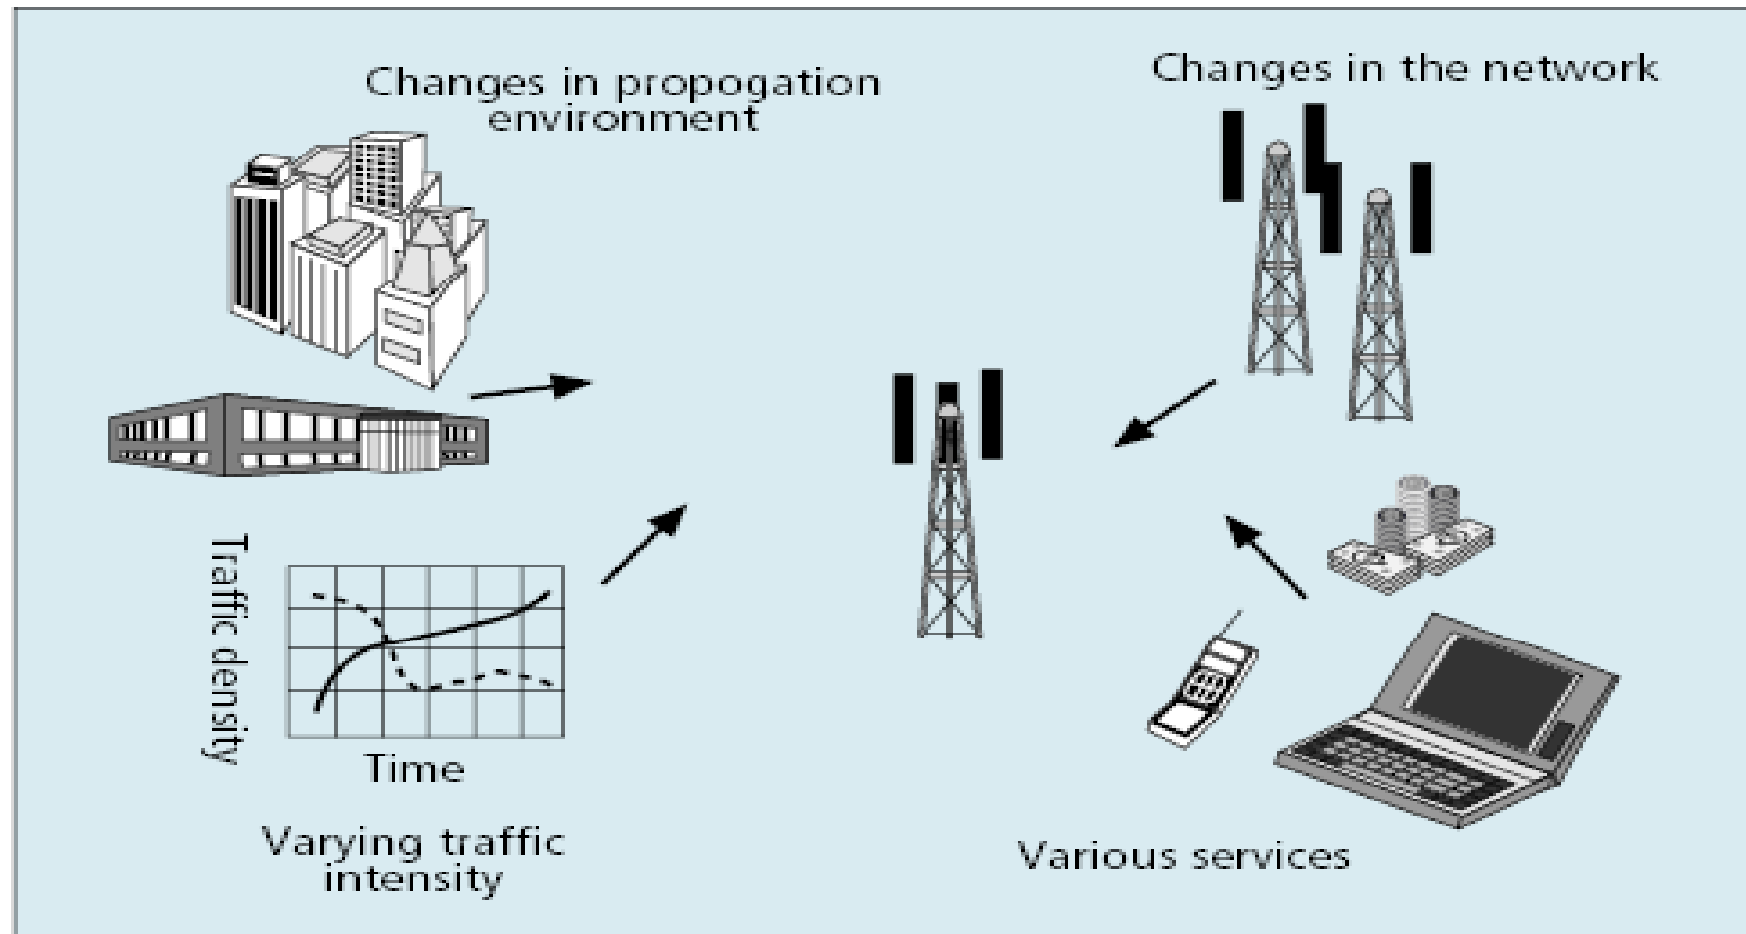 Changes in propogation
environment
Changes in the network
Traffic density
Time
Varying traffic
intensity
Various services